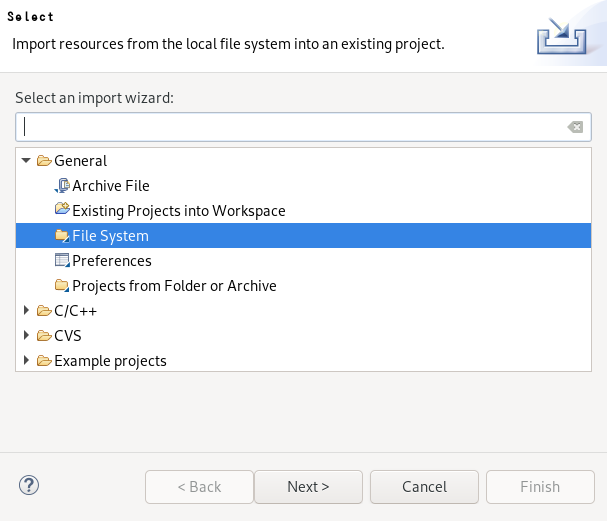 Select
Import resources from the local file system into an existing project.
Select an import wizard:
General
Archive File
Existing Projects into Workspace
File System
Preferences
Projects from Folder or Archive
C/C++
CVS
Example projects
?
< Back
Next >
Cancel
Finish